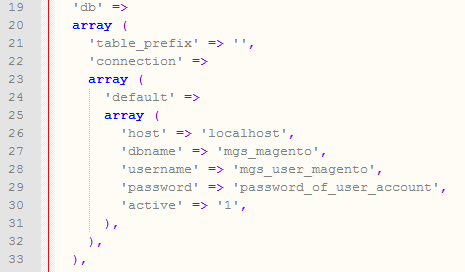 19 'db' =>
20 array (
21 'table_prefix' => '',
22 'connection' =>
23 array (
24 'default' =>
25 array (
26 'host' => 'localhost',
27 'dbname' => 'mgs_magento',
28 'username' => 'mgs_user_magento',
29 'password' => 'password_of_user_account',
30 'active' => '1',
31 ),
32 ),
33 ),